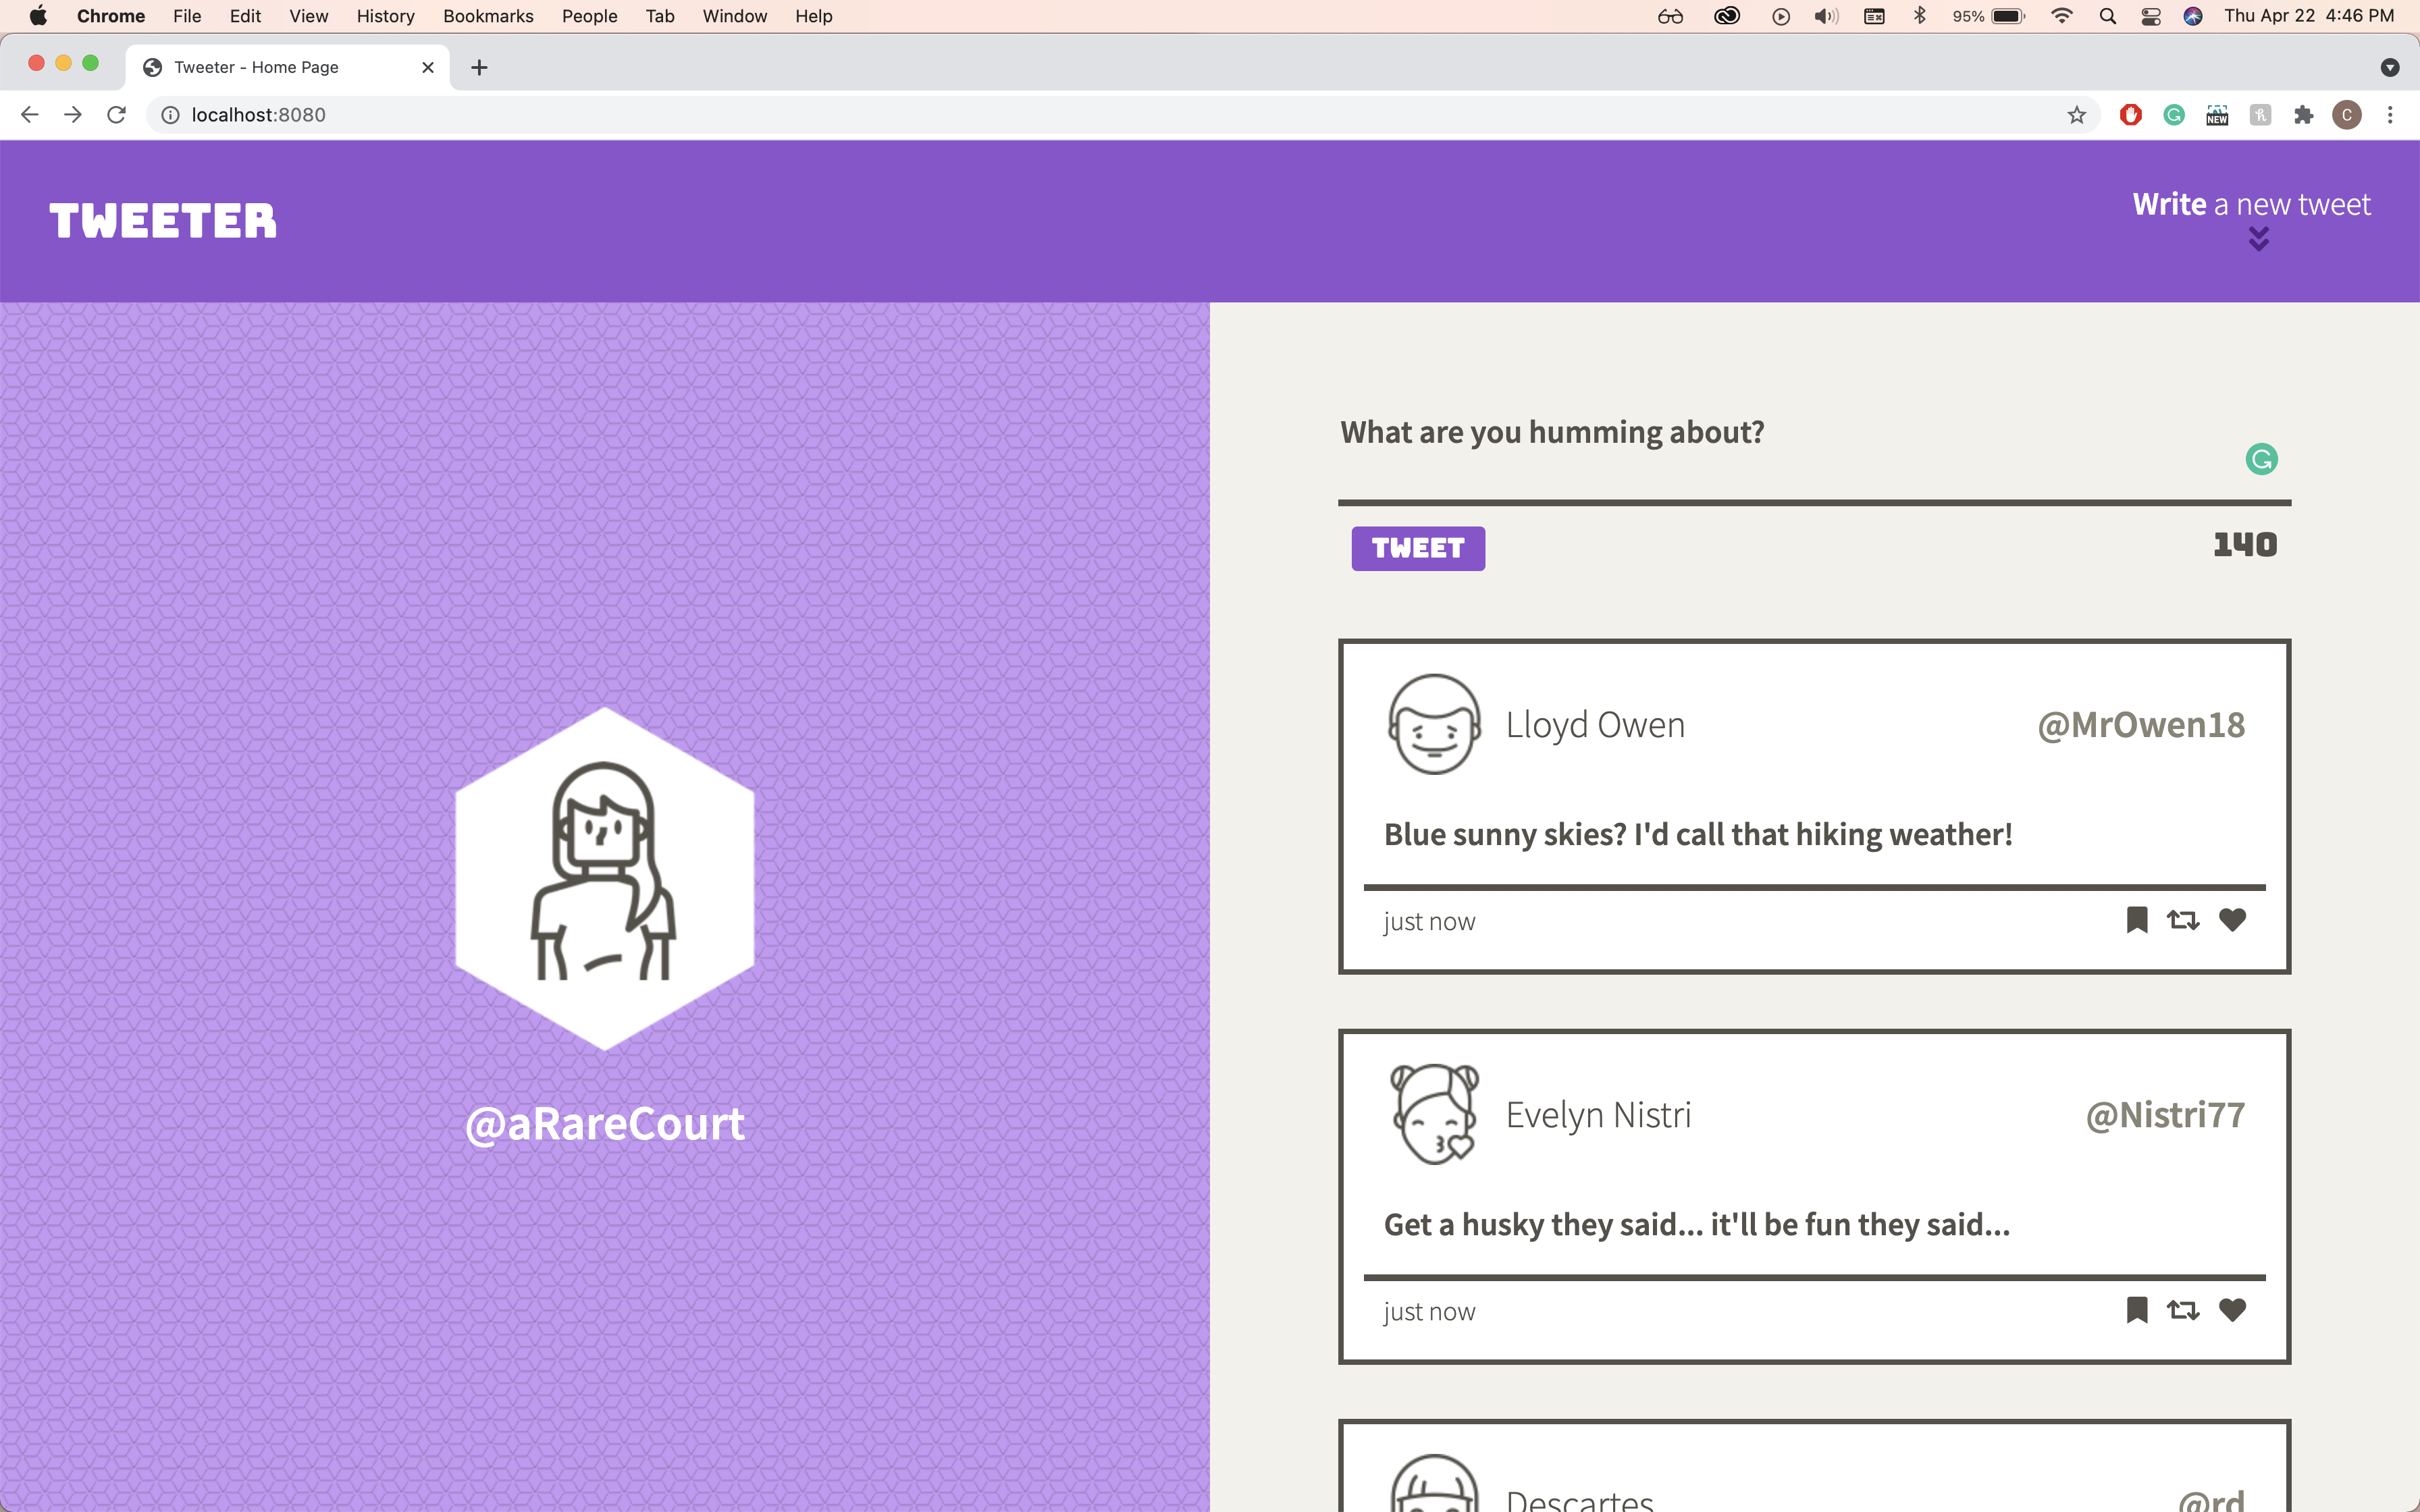 Chrome File Edit View History Bookmarks People Tab Window Help 95% Thu Apr 22 4:46 PM
Tweeter - Home Page
localhost:8080
NEW
C
TWEETER
Write a new tweet
What are you humming about?
TWEET
140
Lloyd Owen
@MrOwen18
Blue sunny skies? I'd call that hiking weather!
just now
@aRareCourt
Evelyn Nistri
@Nistri77
Get a husky they said... it'll be fun they said...
just now
Descartes
@rd